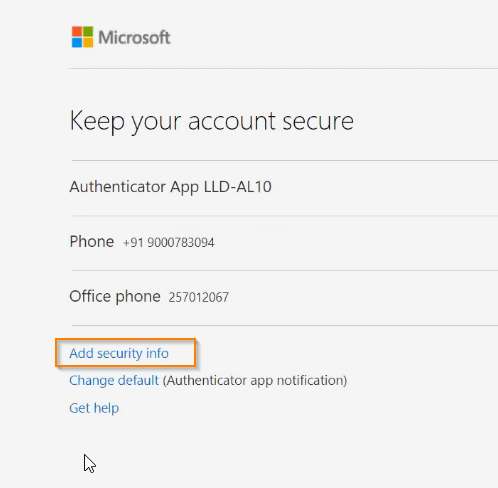 Microsoft
Keep your account secure
Authenticator App LLD-AL10
Phone +91 9000783094
Office phone 257012067
Add security info
Change default (Authenticator app notification)
Get help